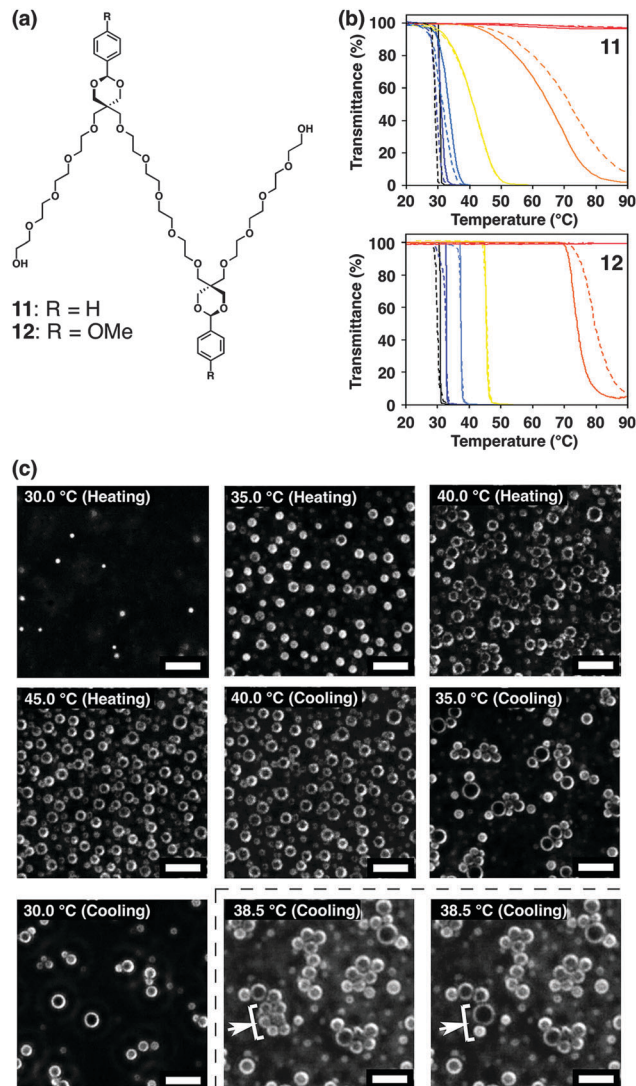 (a)
R
O O
O O
O
O
O
O
O
O
O
O
OH
O
O
O
O
OH
O O
O O
R
11: R = H
12: R = OMe
(b)
Transmittance (%)
100
80
60
40
20
0
11
20 30 40 50 60 70 80 90
Temperature (°C)
Transmittance (%)
100
80
60
40
20
0
12
20 30 40 50 60 70 80 90
Temperature (°C)
(c)
30.0 °C (Heating)
35.0 °C (Heating)
40.0 °C (Heating)
45.0 °C (Heating)
40.0 °C (Cooling)
35.0 °C (Cooling)
30.0 °C (Cooling)
38.5 °C (Cooling)
38.5 °C (Cooling)